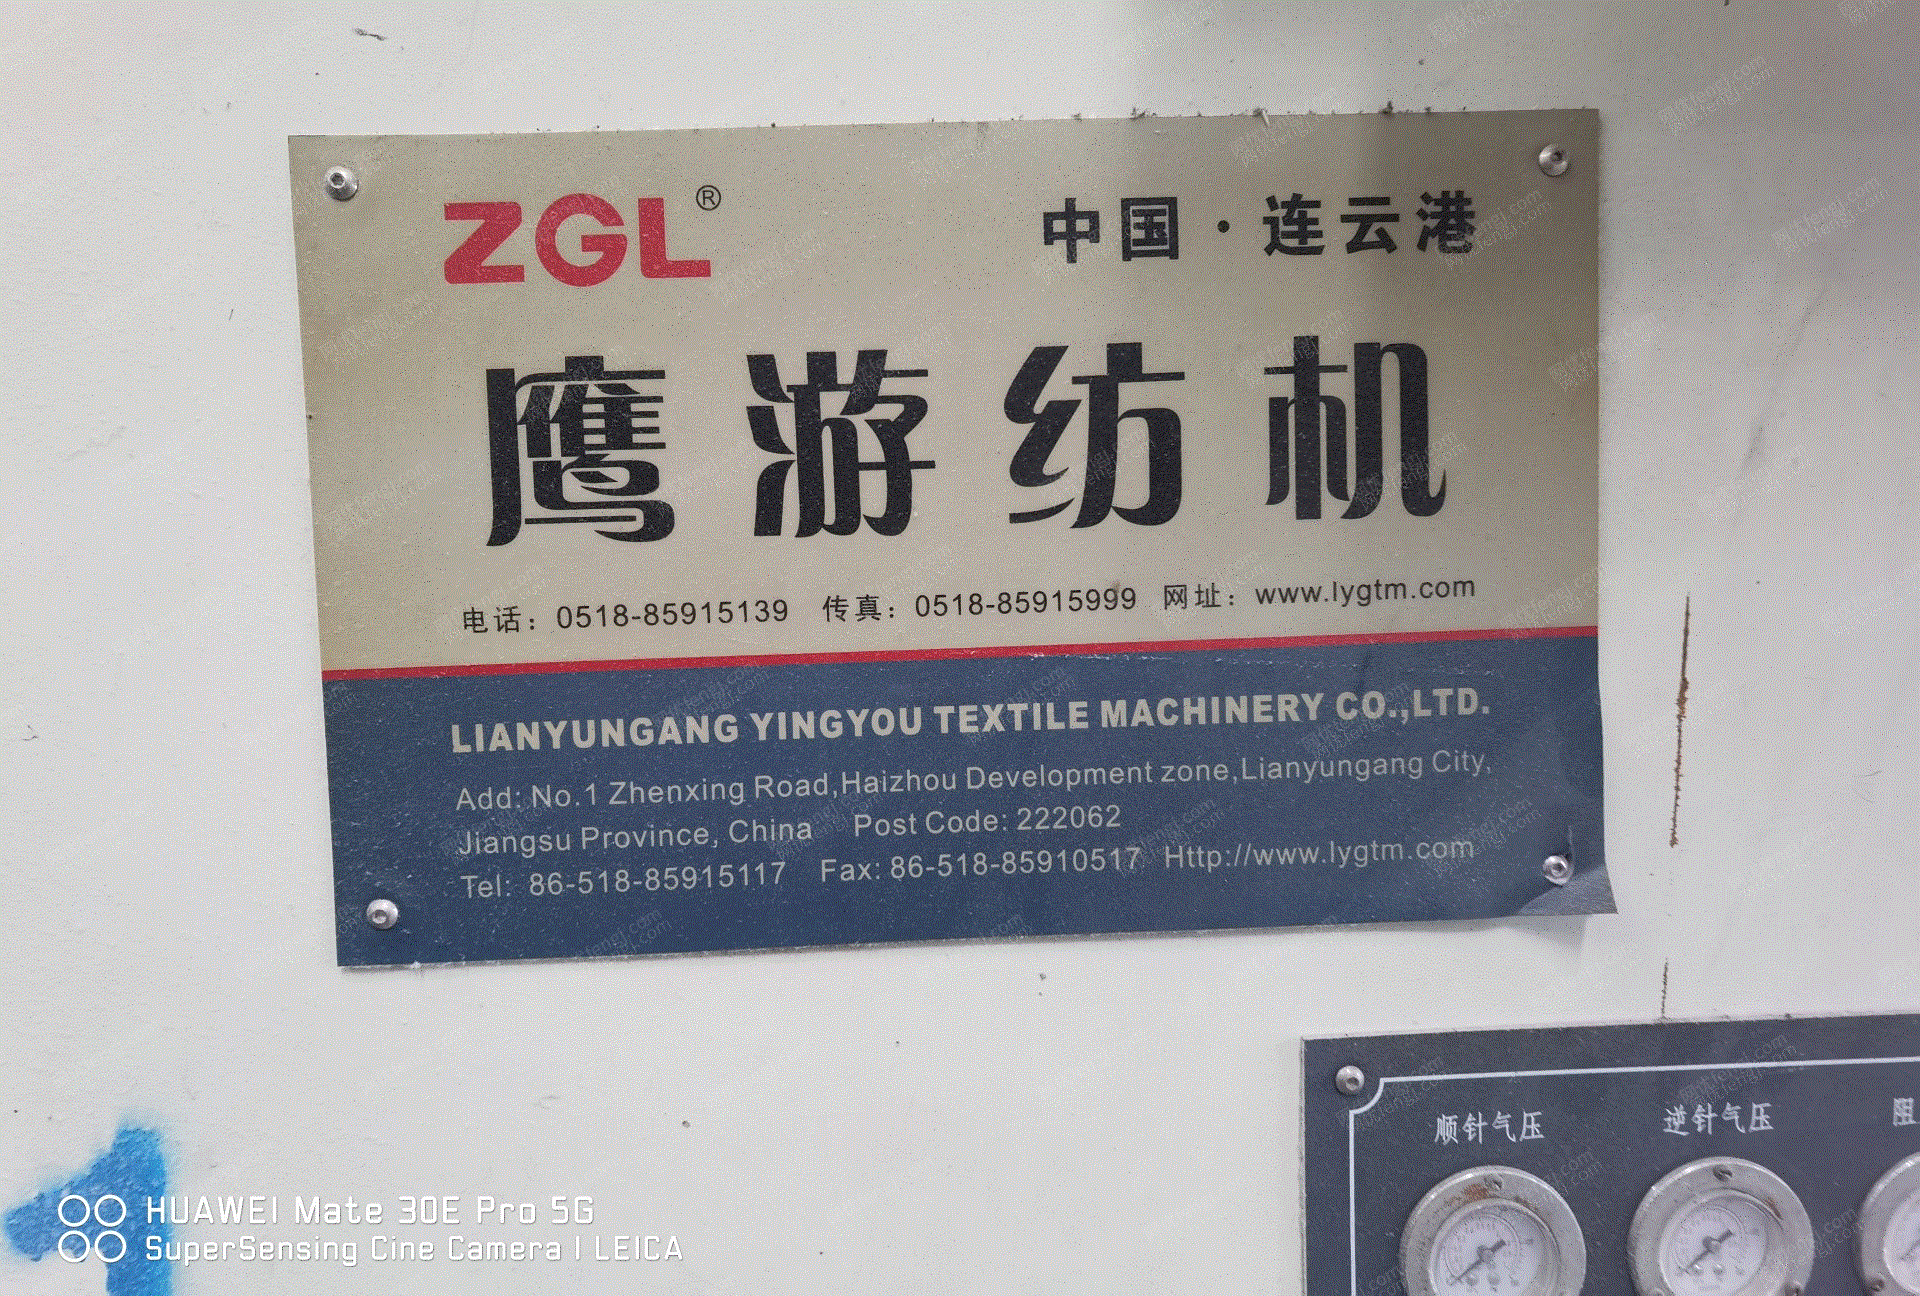 ZGL®
中国·连云港
鹰游纺机
电话：0518-85915139 传真：0518-85915999 网址：www.lygtm.com
LIANYUNGANG YINGYOU TEXTILE MACHINERY CO.,LTD.
Add: No.1 Zhenxing Road,Haizhou Development zone,Lianyungang City,
Jiangsu Province, China Post Code: 222062
Tel: 86-518-85915117 Fax: 86-518-85910517 Http://www.lygtm.com
顺针气压 逆针气压 阻
HUAWEI Mate 30E Pro 5G
SuperSensing Cine Camera | LEICA